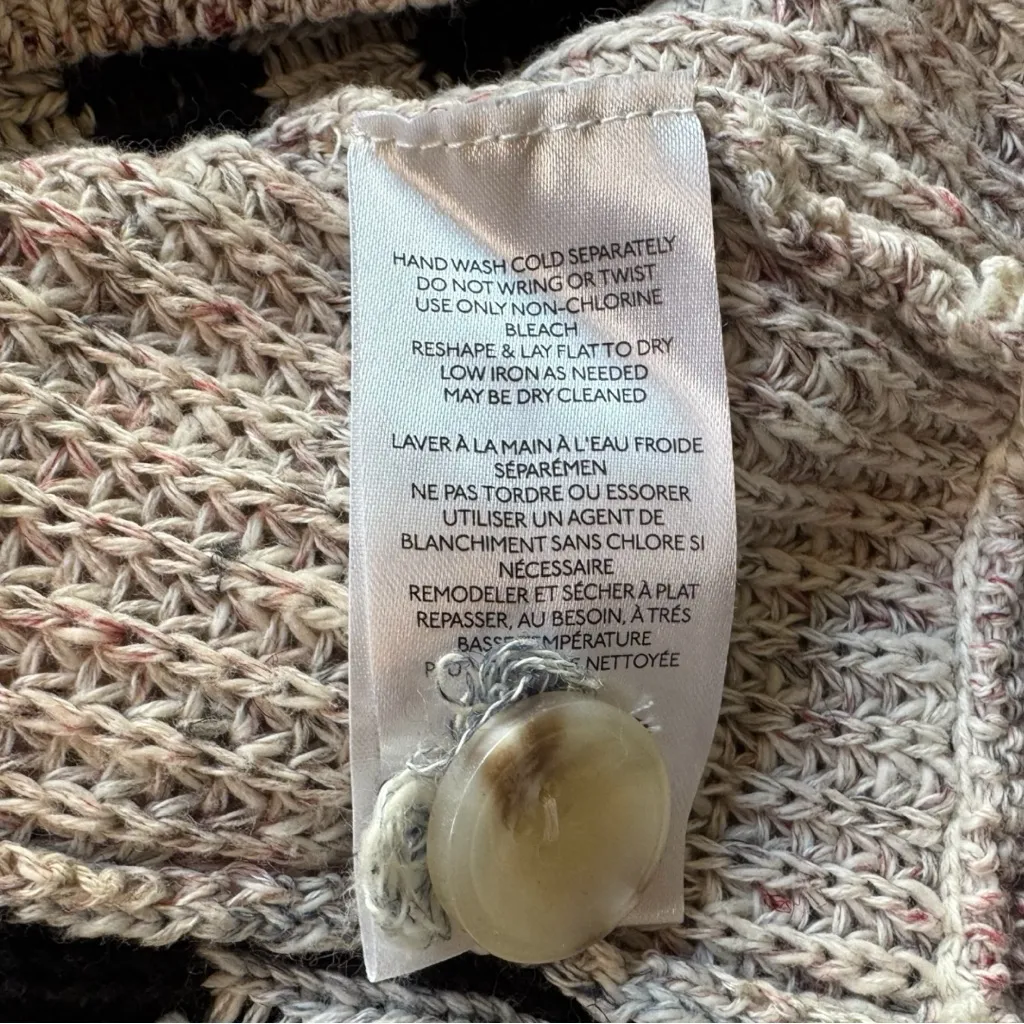 HAND WASH COLD SEPARATELY
DO NOT WRING OR TWIST
USE ONLY NON-CHLORINE
BLEACH
RESHAPE & LAY FLAT TO DRY
LOW IRON AS NEEDED
MAY BE DRY CLEANED
LAVER À LA MAIN À L'EAU FROIDE
SÉPARÉMEN
NE PAS TORDRE OU ESSORER
UTILISER UN AGENT DE
BLANCHIMENT SANS CHLORE SI
NÉCESSAIRE
REMODELER ET SÉCHER À PLAT
REPASSER, AU BESOIN, À TRÉS
BASSE TEMPÉRATURE
NETTOYÉE